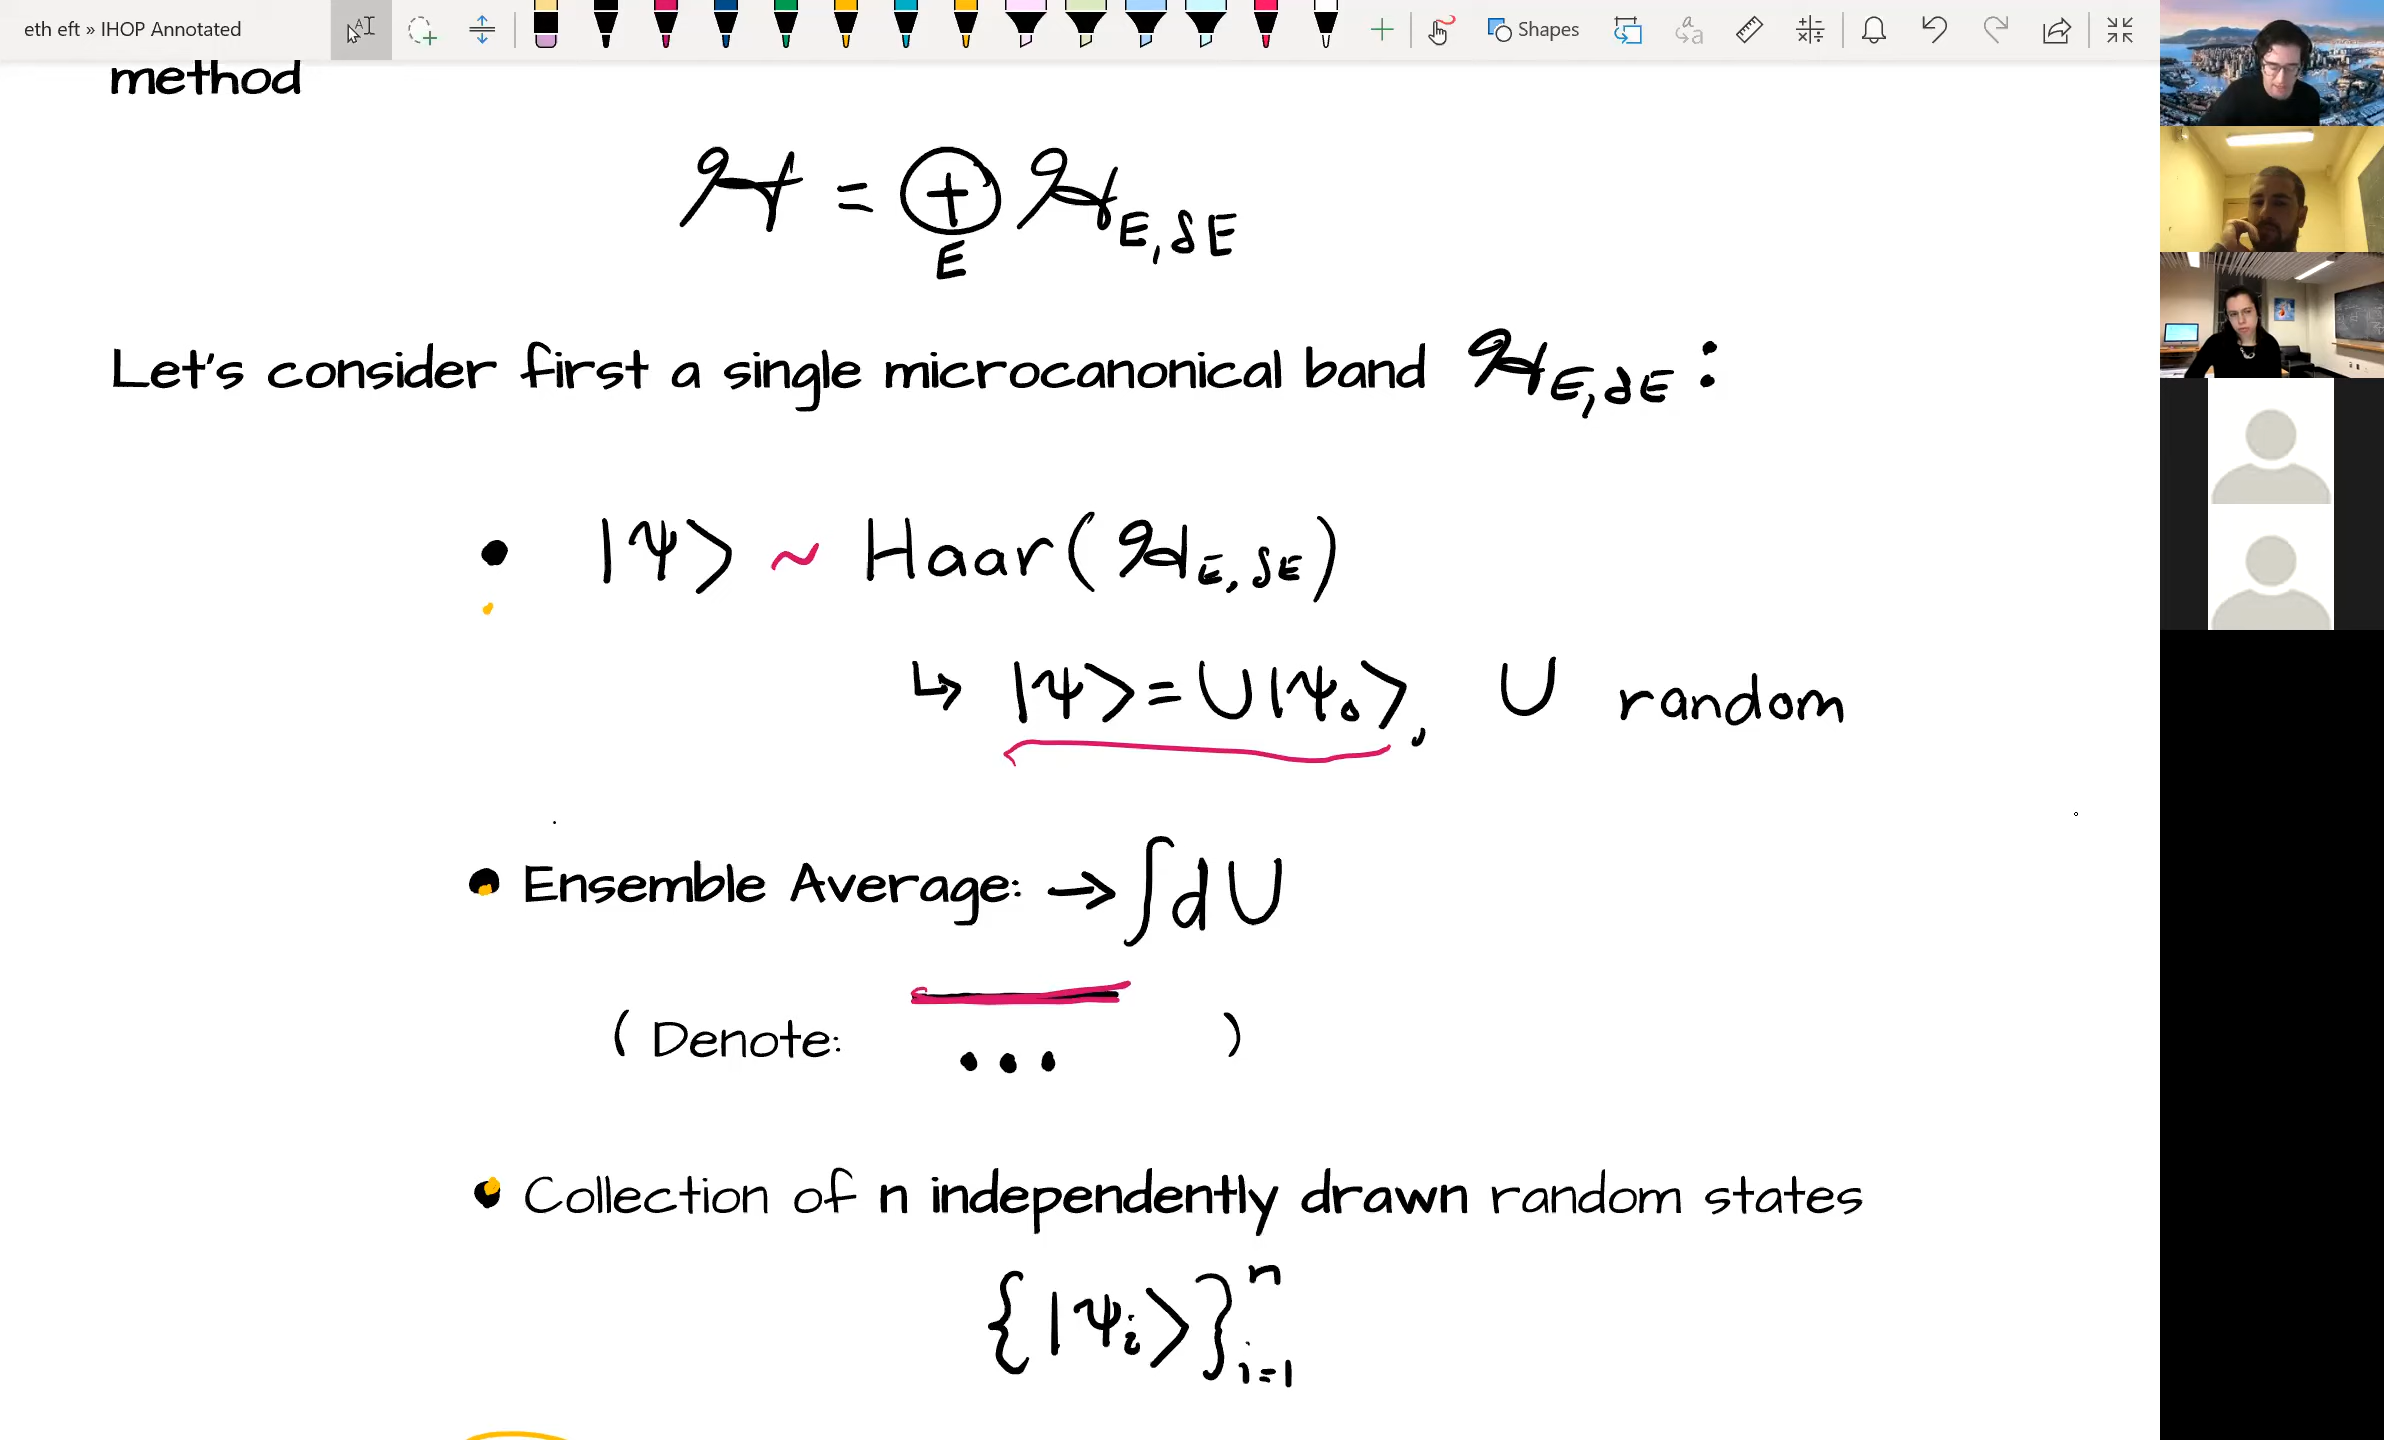 eth eft » IHOP Annotated
Shapes
method
ℋ = ⊕_E ℋ_{E, δE}
Let's consider first a single microcanonical band ℋ_{E, δE} :
• |ψ⟩ ~ Haar(ℋ_{E, δE})
↳ |ψ⟩ = U|ψ₀⟩, U random
• Ensemble Average: → ∫dU
( Denote: ‾‾‾ ... )
• Collection of n independently drawn random states
{|ψ_i⟩}_{i=1}^n